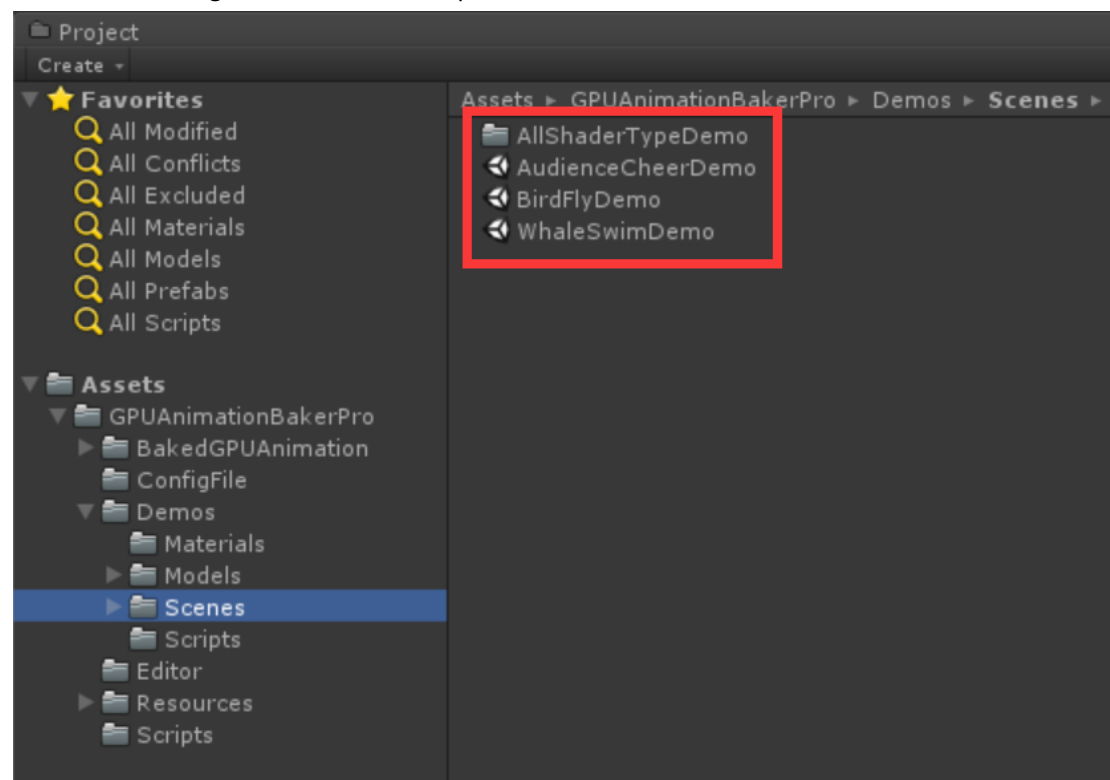 Project
Create
Favorites
All Modified
All Conflicts
All Excluded
All Materials
All Models
All Prefabs
All Scripts
Assets
GPUAnimationBakerPro
BakedGPUAnimation
ConfigFile
Demos
Materials
Models
Scenes
Scripts
Editor
Resources
Scripts
Assets ▸ GPUAnimationBakerPro ▸ Demos ▸ Scenes ▸
AllShaderTypeDemo
AudienceCheerDemo
BirdFlyDemo
WhaleSwimDemo